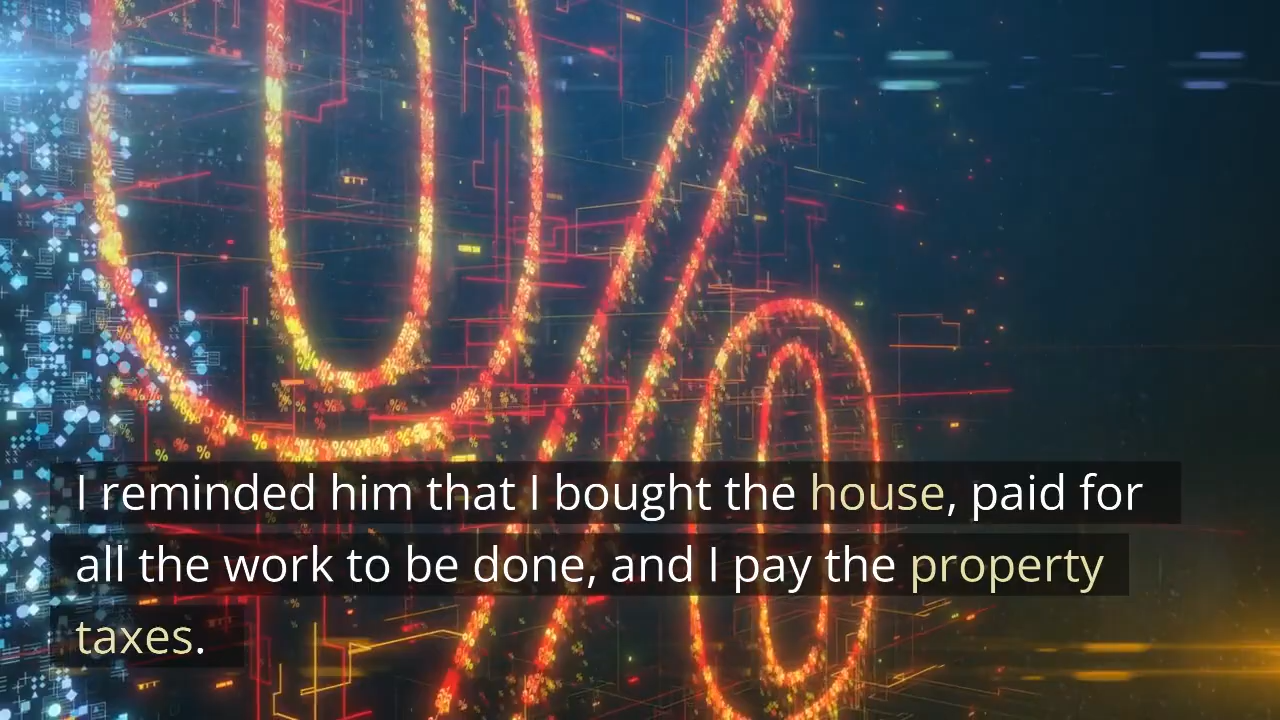 I reminded him that I bought the house, paid for
all the work to be done, and I pay the property
taxes.